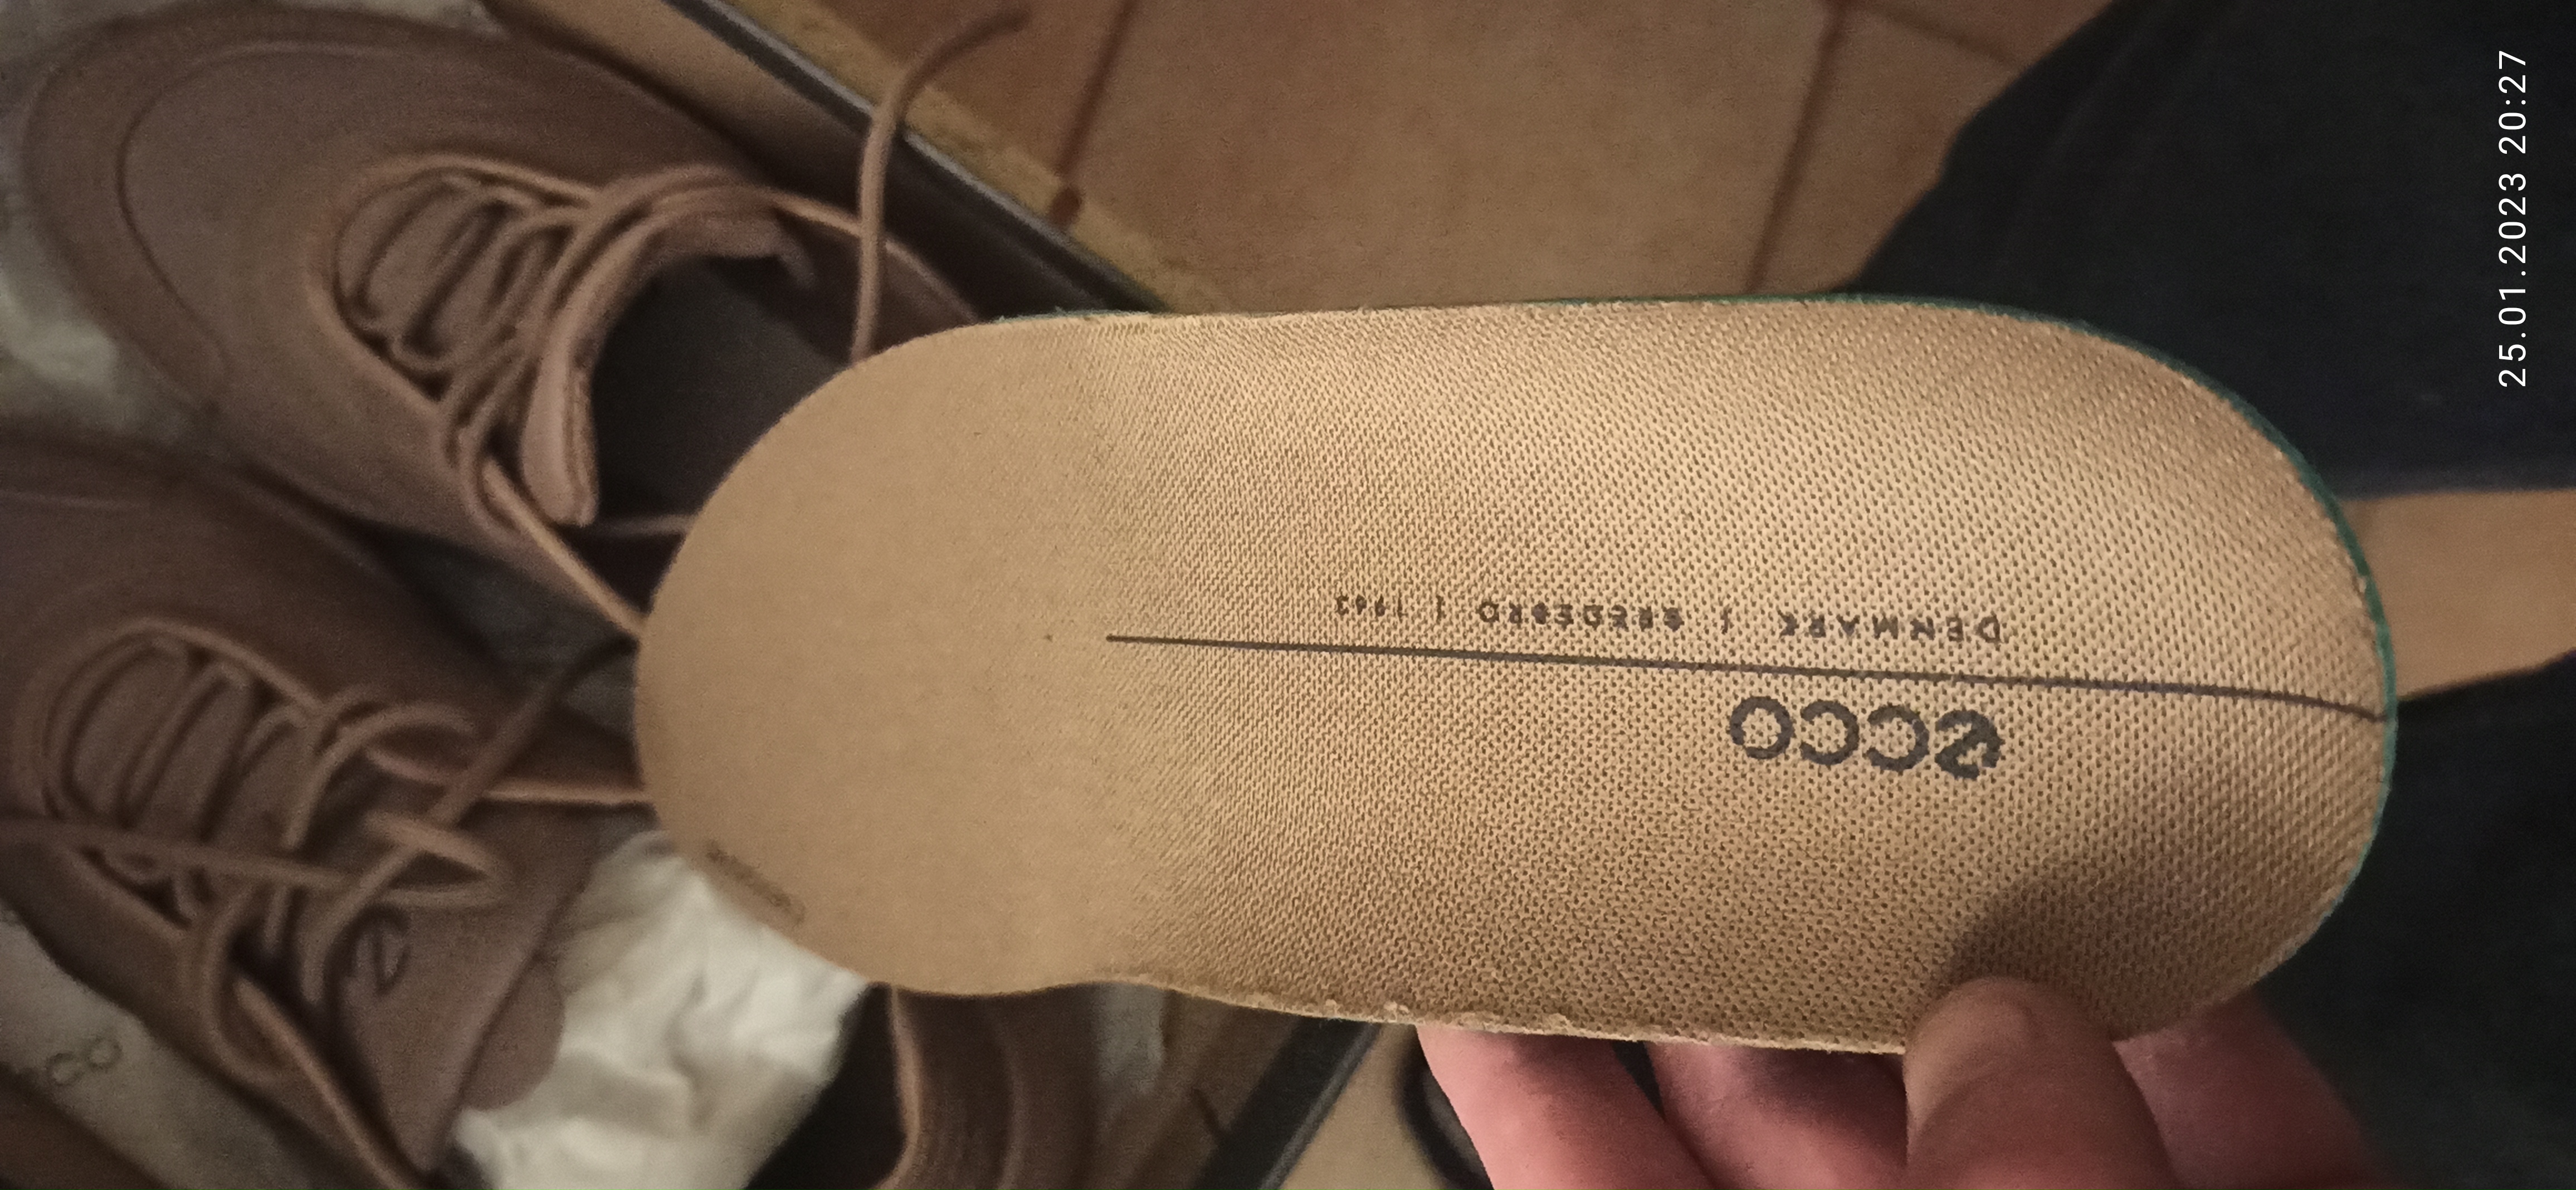 25.01.2023 20:27
ecco
DENMARK | BREDEBRO | 1963